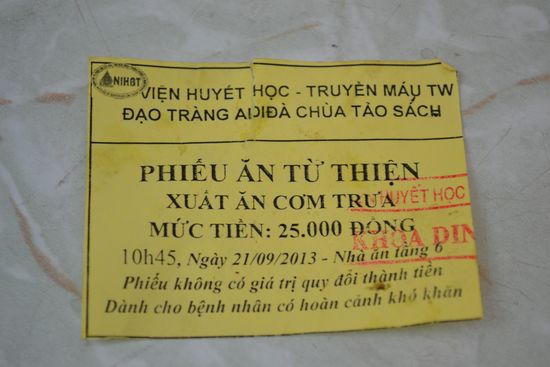 NIHBT
VIỆN HUYẾT HỌC - TRUYỀN MÁU TW
ĐẠO TRÀNG ADIĐÀ CHÙA TẢO SÁCH
PHIẾU ĂN TỪ THIỆN
XUẤT ĂN CƠM TRƯA
MỨC TIỀN: 25.000 ĐỒNG
10h45, Ngày 21/09/2013 - Nhà ăn tầng 6
Phiếu không có giá trị quy đổi thành tiền
Dành cho bệnh nhân có hoàn cảnh khó khăn
HUYẾT HỌC
KHOA DIN